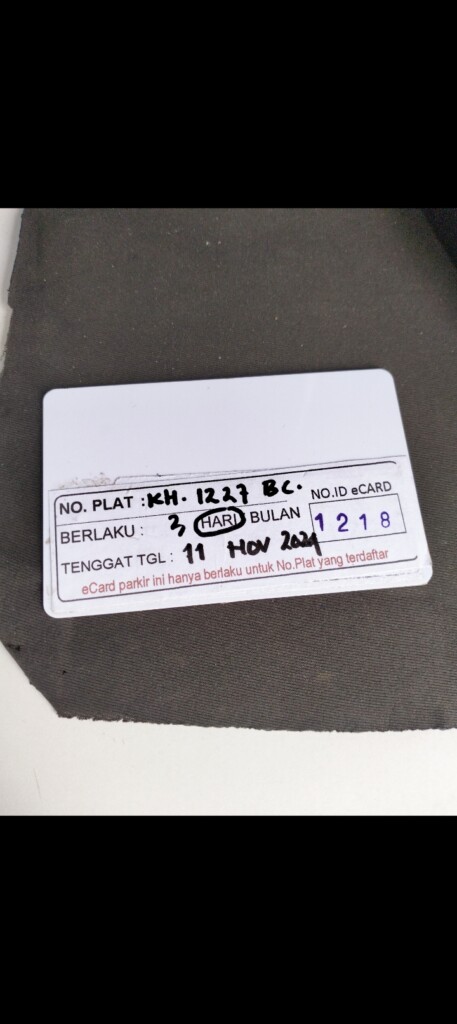 NO. PLAT : KH. 1227 BC.
NO.ID eCARD
BERLAKU : 3 HARI BULAN
1218
TENGGAT TGL : 11 NOV 2024
eCard parkir ini hanya berlaku untuk No.Plat yang terdaftar